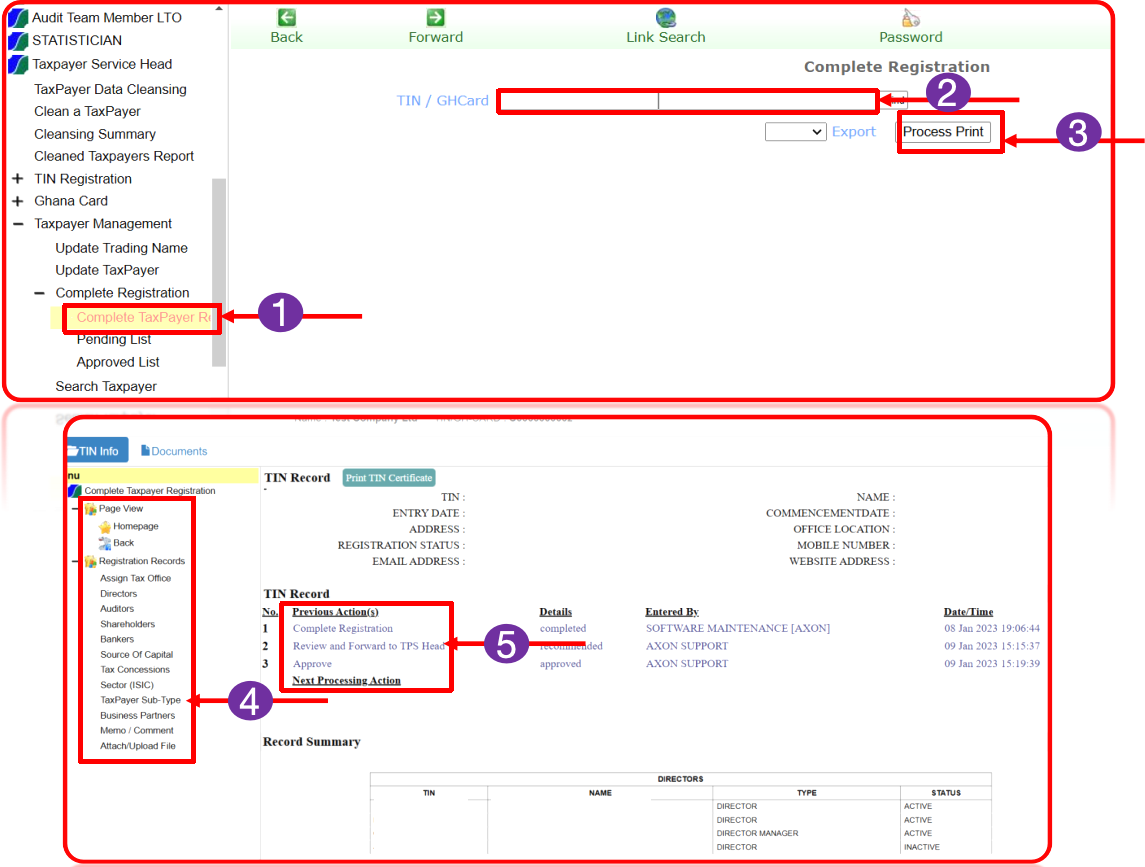 Audit Team Member LTO
STATISTICIAN
Taxpayer Service Head
TaxPayer Data Cleansing
Clean a TaxPayer
Cleansing Summary
Cleaned Taxpayers Report
TIN Registration
Ghana Card
Taxpayer Management
Update Trading Name
Update TaxPayer
Complete Registration
Complete TaxPayer Re
Pending List
Approved List
Search Taxpayer
1
Back Forward Link Search Password
Complete Registration
TIN / GHCard
2
Export Process Print
3
TIN Info Documents
nu
Complete Taxpayer Registration
Page View
Homepage
Back
Registration Records
Assign Tax Office
Directors
Auditors
Shareholders
Bankers
Source Of Capital
Tax Concessions
Sector (ISIC)
TaxPayer Sub-Type
Business Partners
Memo / Comment
Attach/Upload File
4
TIN Record Print TIN Certificate
TIN : NAME :
ENTRY DATE : COMMENCEMENTDATE :
ADDRESS : OFFICE LOCATION :
REGISTRATION STATUS : MOBILE NUMBER :
EMAIL ADDRESS : WEBSITE ADDRESS :
TIN Record
No. Previous Action(s) Details Entered By Date/Time
1 Complete Registration completed SOFTWARE MAINTENANCE [AXON] 08 Jan 2023 19:06:44
2 Review and Forward to TPS Head recommended AXON SUPPORT 09 Jan 2023 15:15:37
3 Approve approved AXON SUPPORT 09 Jan 2023 15:19:39
Next Processing Action
5
Record Summary
DIRECTORS
TIN NAME TYPE STATUS
DIRECTOR ACTIVE
DIRECTOR ACTIVE
DIRECTOR MANAGER ACTIVE
DIRECTOR INACTIVE